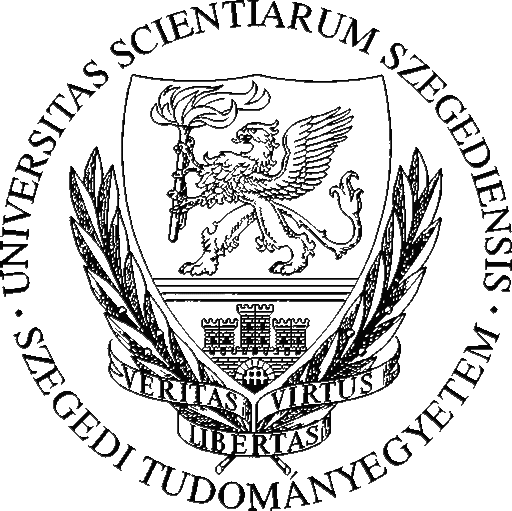 UNIVERSITAS SCIENTIARUM SZEGEDIENSIS
VERITAS VIRTUS
LIBERTAS
· SZEGEDI TUDOMÁNYEGYETEM ·